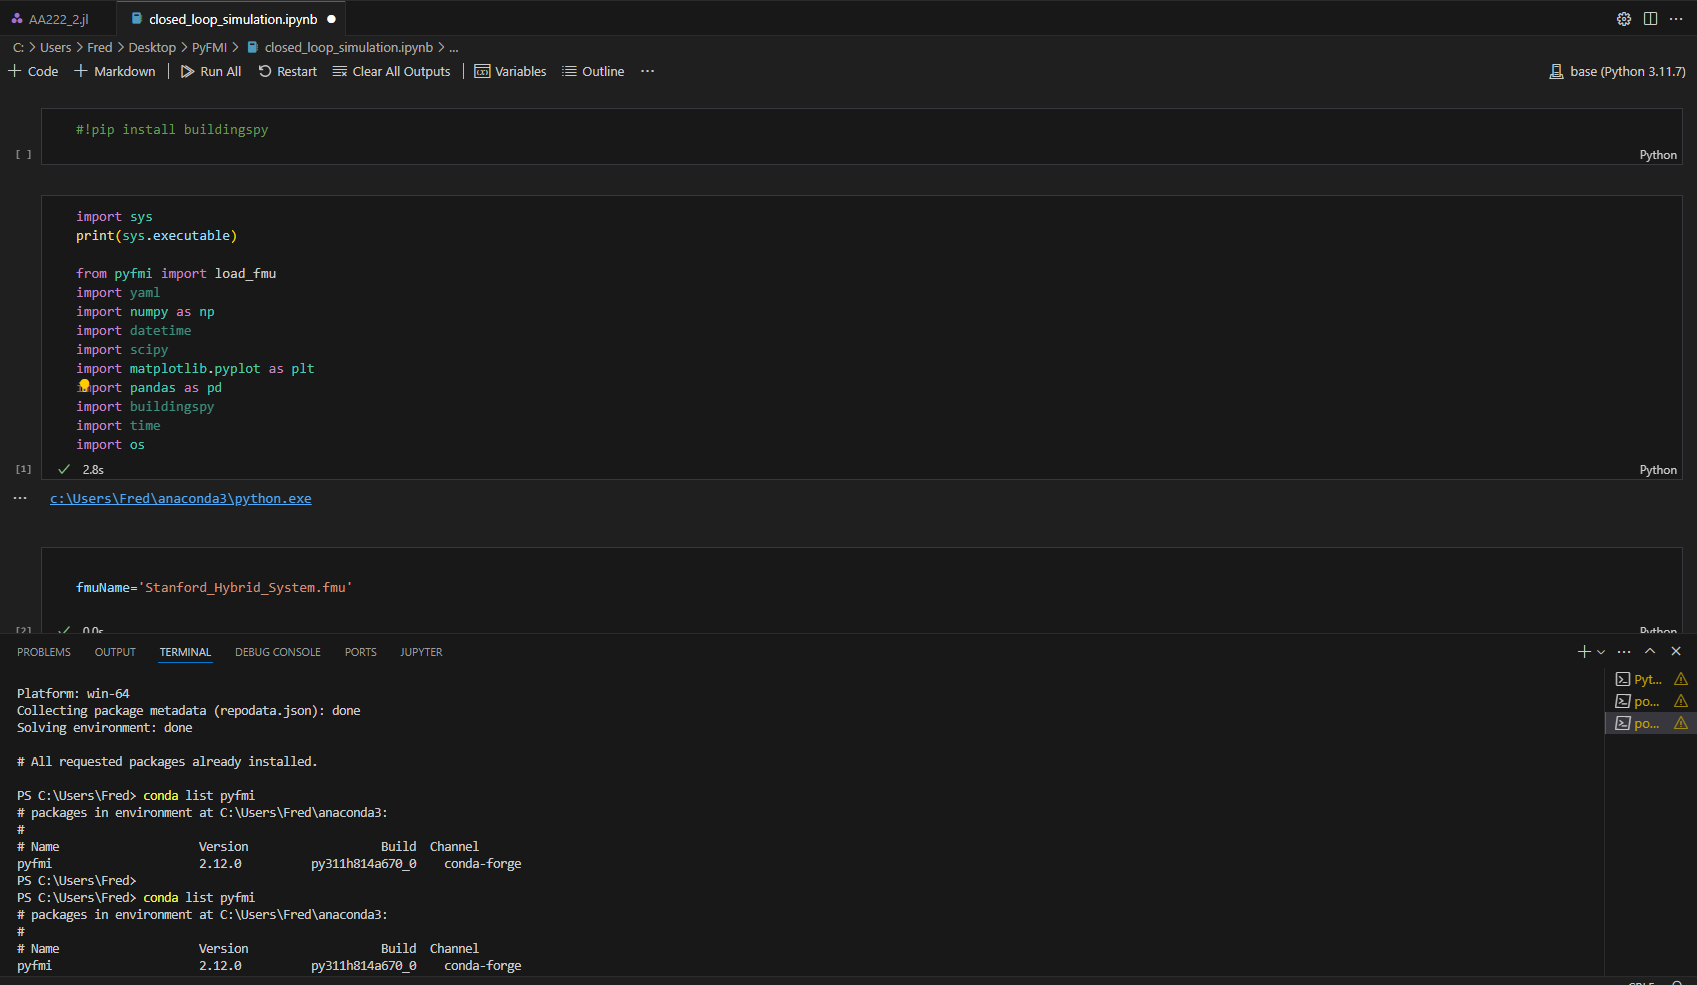 AA222_2.jl
closed_loop_simulation.ipynb
C: > Users > Fred > Desktop > PyFMI > closed_loop_simulation.ipynb > ...
+ Code + Markdown | Run All Restart Clear All Outputs | Variables Outline ...
base (Python 3.11.7)
#!pip install buildingspy
[ ]
Python
import sys
print(sys.executable)
from pyfmi import load_fmu
import yaml
import numpy as np
import datetime
import scipy
import matplotlib.pyplot as plt
import pandas as pd
import buildingspy
import time
import os
[1] 2.8s
Python
... c:\Users\Fred\anaconda3\python.exe
fmuName='Stanford_Hybrid_System.fmu'
[2] 0.0s
Python
PROBLEMS OUTPUT TERMINAL DEBUG CONSOLE PORTS JUPYTER
Pyt...
po...
po...
Platform: win-64
Collecting package metadata (repodata.json): done
Solving environment: done
# All requested packages already installed.
PS C:\Users\Fred> conda list pyfmi
# packages in environment at C:\Users\Fred\anaconda3:
#
# Name Version Build Channel
pyfmi 2.12.0 py311h814a670_0 conda-forge
PS C:\Users\Fred>
PS C:\Users\Fred> conda list pyfmi
# packages in environment at C:\Users\Fred\anaconda3:
#
# Name Version Build Channel
pyfmi 2.12.0 py311h814a670_0 conda-forge